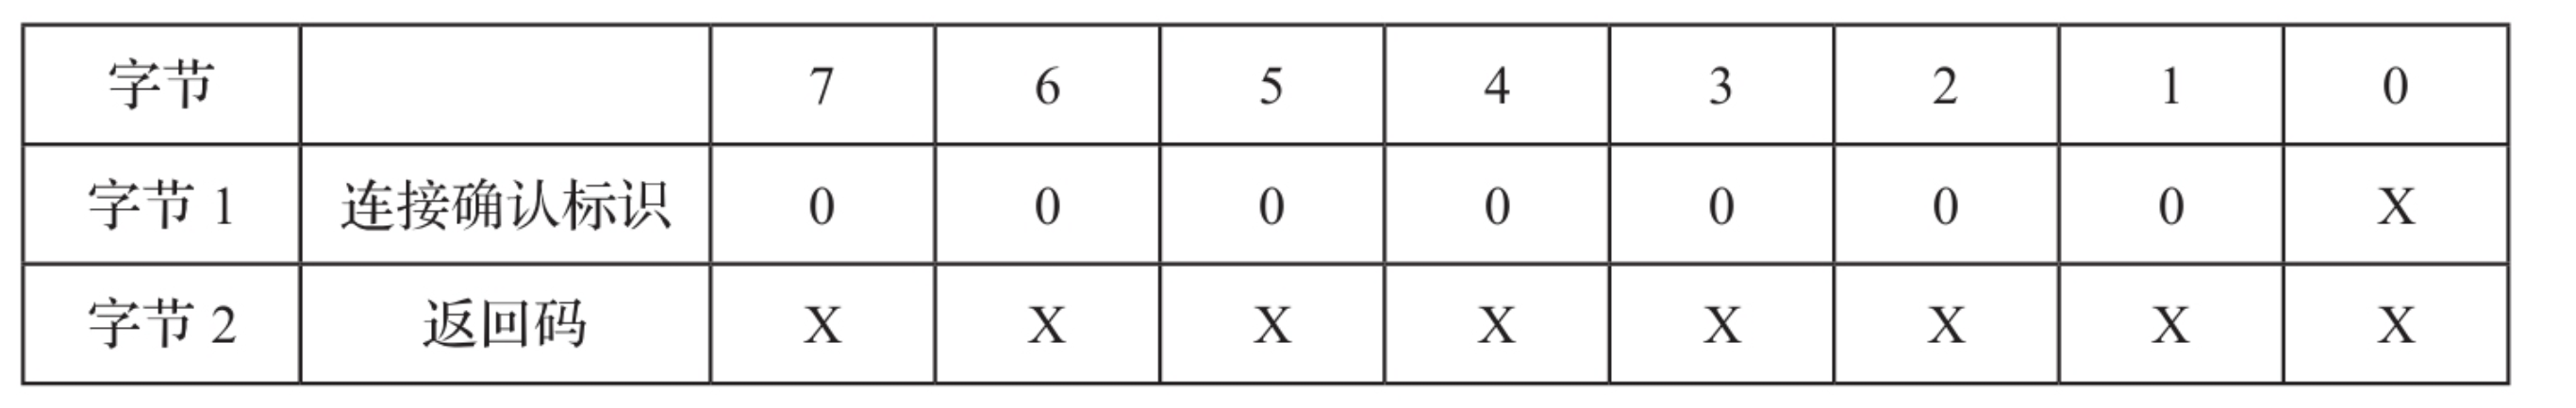 字节 7 6 5 4 3 2 1 0
字节 1 连接确认标识 0 0 0 0 0 0 0 X
字节 2 返回码 X X X X X X X X